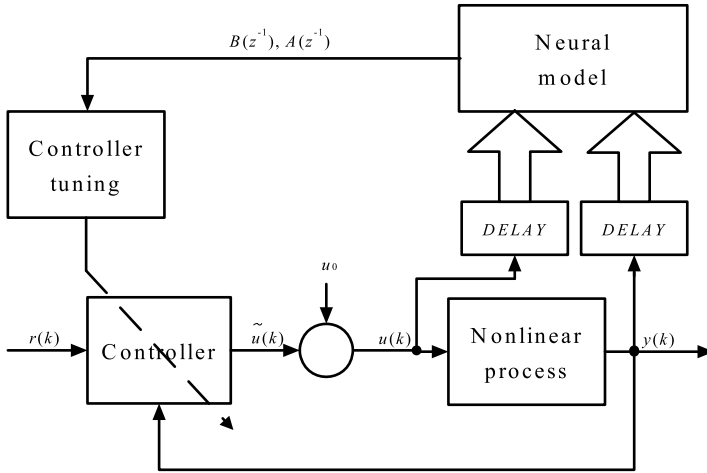 B(z⁻¹), A(z⁻¹)
Neural
model
Controller
tuning
DELAY
DELAY
u₀
r(k)
Controller
ũ(k)
u(k)
Nonlinear
process
y(k)